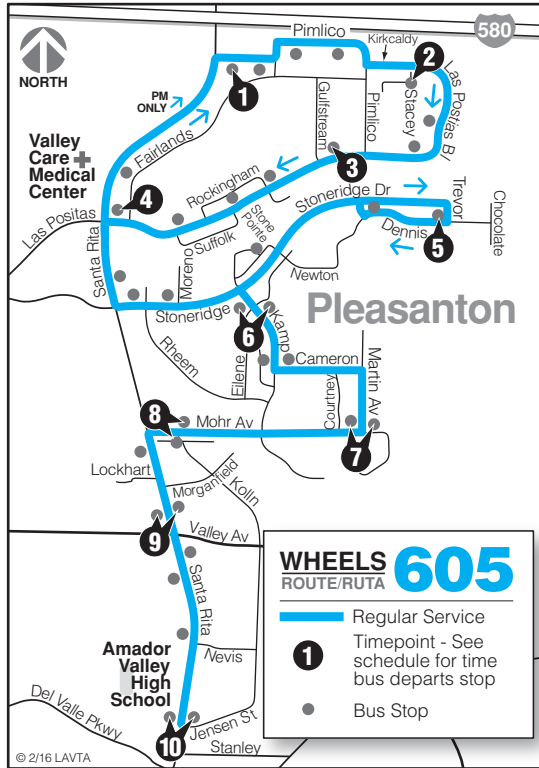 Pimlico
580
Kirkcaldy
2
NORTH
1
Las Positas Bl
PM
ONLY
Fairlands
Gulfstream
Pimlico
Stacey
Valley
Care
Medical
Center
3
4
Rockingham
Stoneridge Dr
Trevor
Chocolate
Las Positas
Suffolk
Stone
Pointe
Dennis
5
Santa Rita
Moreno
Newton
Stoneridge
Pleasanton
6
Kamp
Rheem
Eilene
Cameron
Courtney
Martin Av
8
Mohr Av
7
Lockhart
Morganfield
Kolln
9
Valley Av
Santa Rita
Amador
Valley
High
School
Nevis
Del Valle Pkwy
Jensen St
10
Stanley
WHEELS
ROUTE/RUTA
605
Regular Service
1
Timepoint - See
schedule for time
bus departs stop
Bus Stop
© 2/16 LAVTA